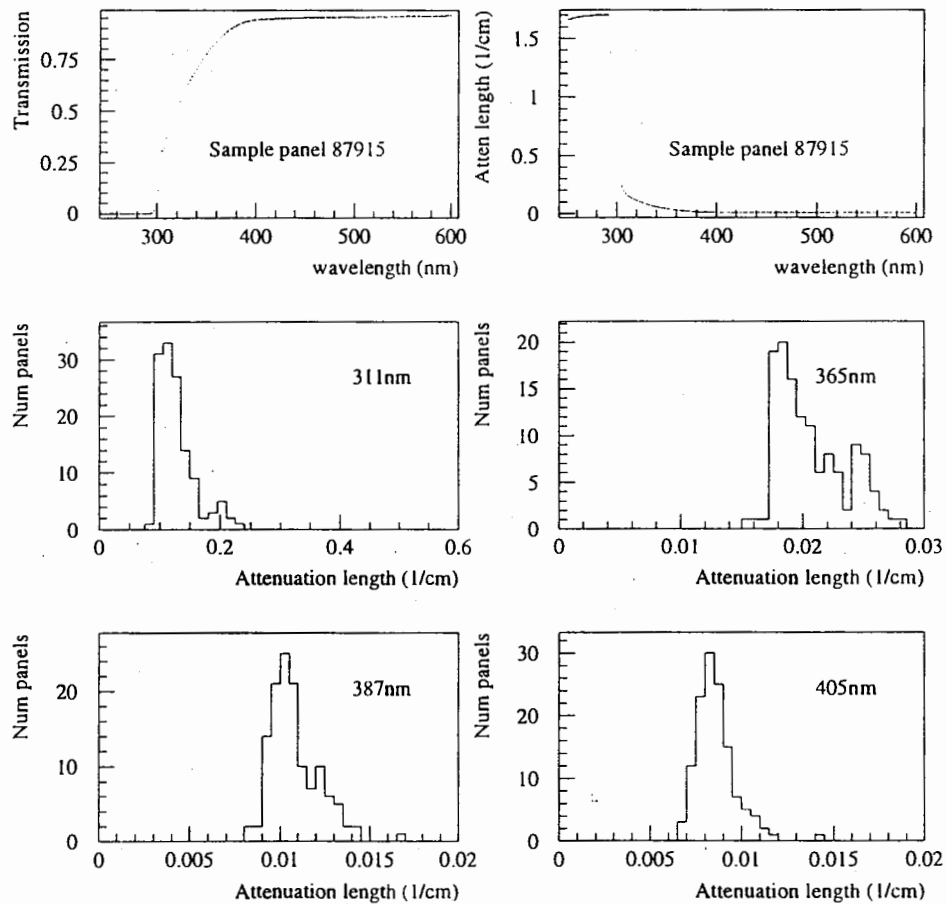 Transmission
0.75
0.5
0.25
0
Sample panel 87915
300 400 500 600
wavelength (nm)
Atten length (1/cm)
1.5
1
0.5
0
Sample panel 87915
300 400 500 600
wavelength (nm)
Num panels
30
20
10
0
311nm
0 0.2 0.4 0.6
Attenuation length (1/cm)
Num panels
20
15
10
5
0
365nm
0 0.01 0.02 0.03
Attenuation length (1/cm)
Num panels
20
10
0
387nm
0 0.005 0.01 0.015 0.02
Attenuation length (1/cm)
Num panels
30
20
10
0
405nm
0 0.005 0.01 0.015 0.02
Attenuation length (1/cm)